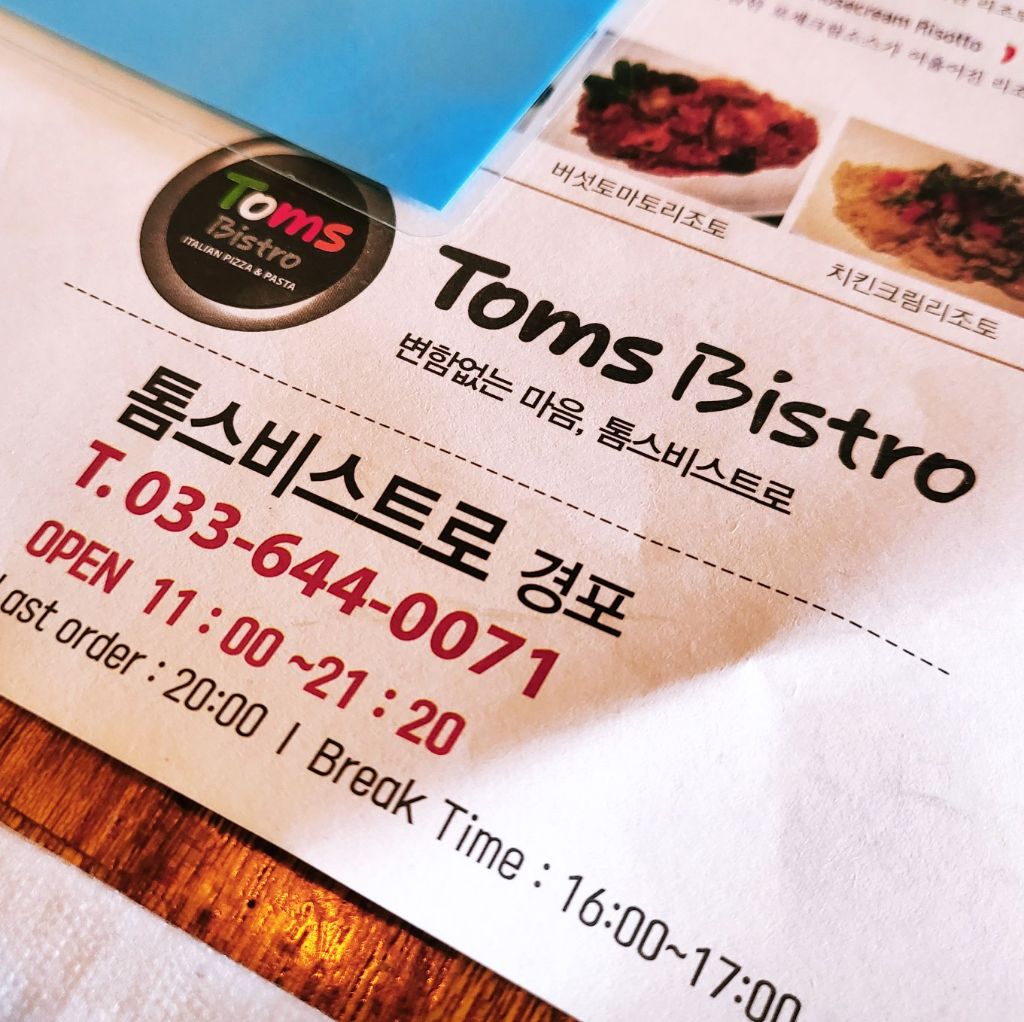 Risotto
버섯토마토리조토
치킨크림리조토
Toms
Bistro
ITALIAN PIZZA & PASTA
Toms Bistro
변함없는 마음, 톰스비스트로
톰스비스트로 경포
T. 033-644-0071
OPEN 11 : 00 ~21 : 20
Last order : 20:00 I Break Time : 16:00~17:00